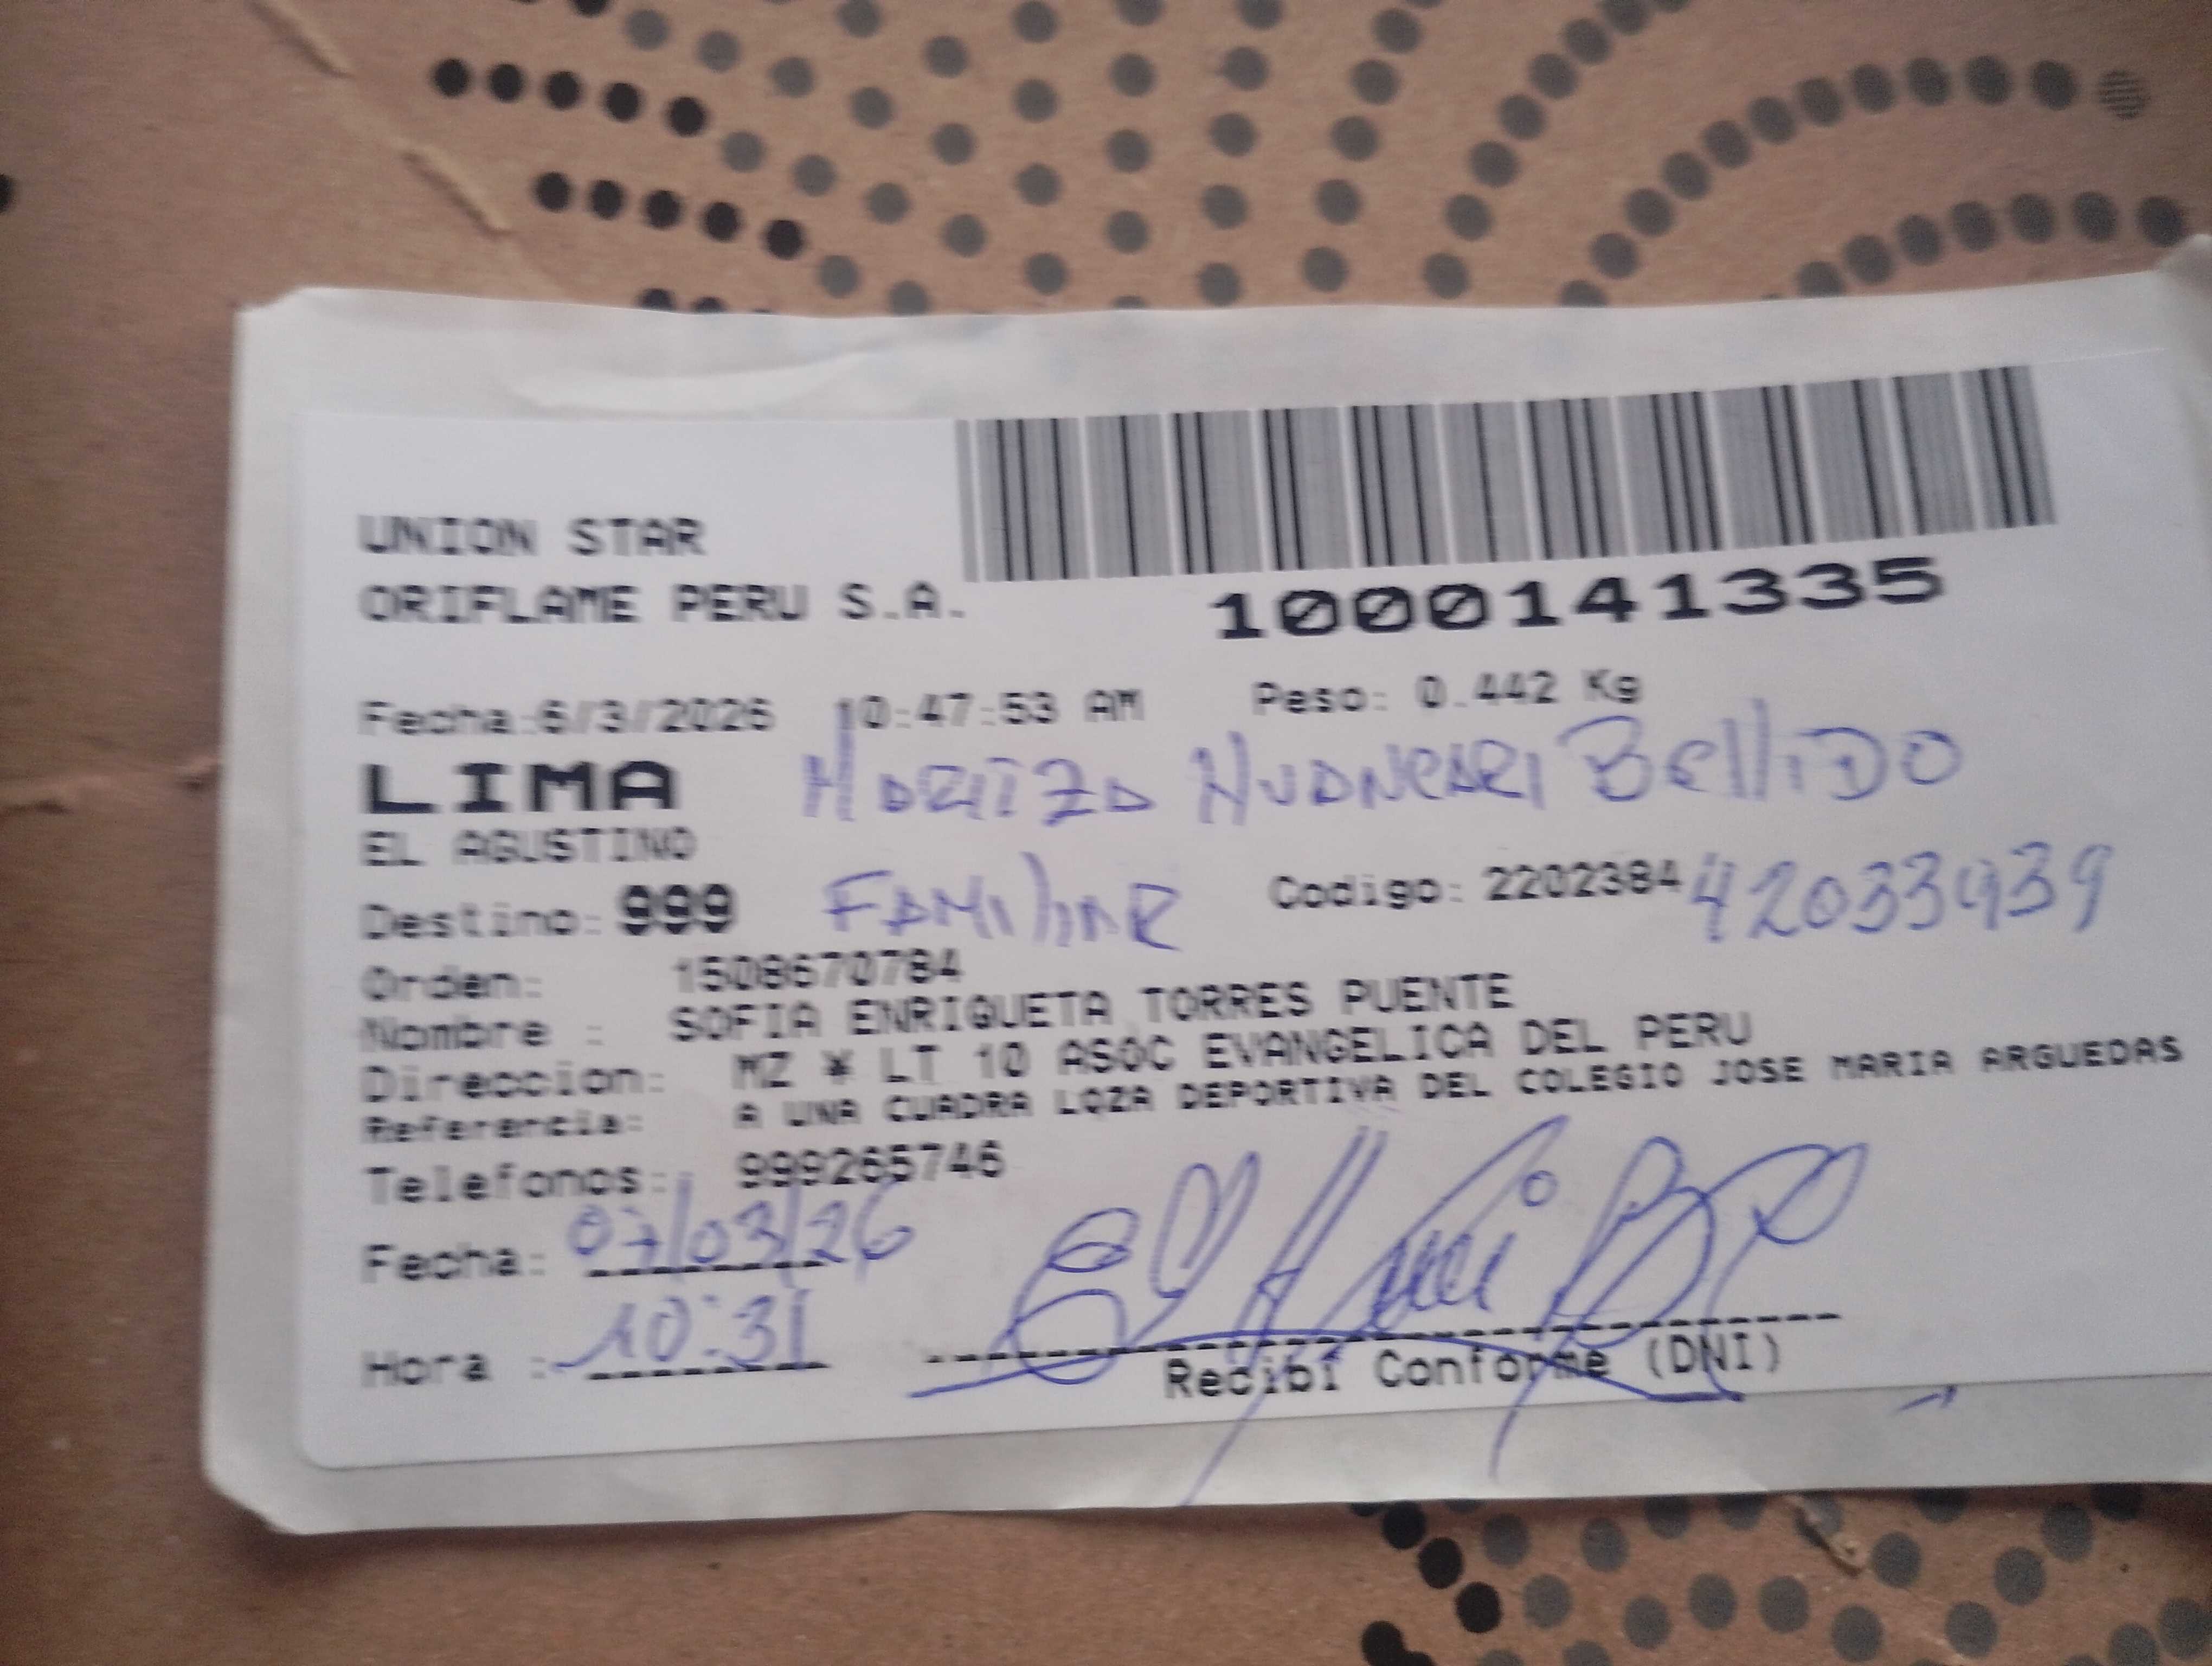 UNION STAR
ORIFLAME PERU S.A.
1000141335
Fecha:6/3/2026 10:47:53 AM Peso: 0.442 Kg
LIMA MARITZA HUANCARI BELLIDO
EL AGUSTINO
Destino: 999 FAMILIAR Codigo: 2202384 42033939
Orden: 1508670784
Nombre : SOFIA ENRIQUETA TORRES PUENTE
Direccion: MZ ¥ LT 10 ASOC EVANGELICA DEL PERU
Referencia: A UNA CUADRA LOZA DEPORTIVA DEL COLEGIO JOSE MARIA ARGUEDAS
Telefonos: 999265746
Fecha: 07/03/26
Hora : 10:31
Recibi Conforme (DNI)